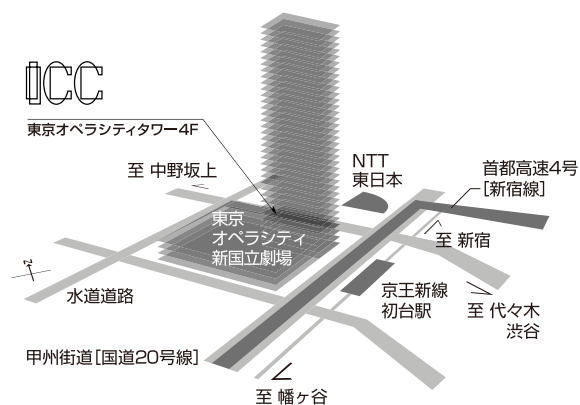 ICC
東京オペラシティタワー4F
至 中野坂上
NTT
東日本
首都高速4号
[新宿線]
東京
オペラシティ
新国立劇場
至 新宿
N
水道道路
京王新線
初台駅
至 代々木
渋谷
甲州街道[国道20号線]
至 幡ヶ谷